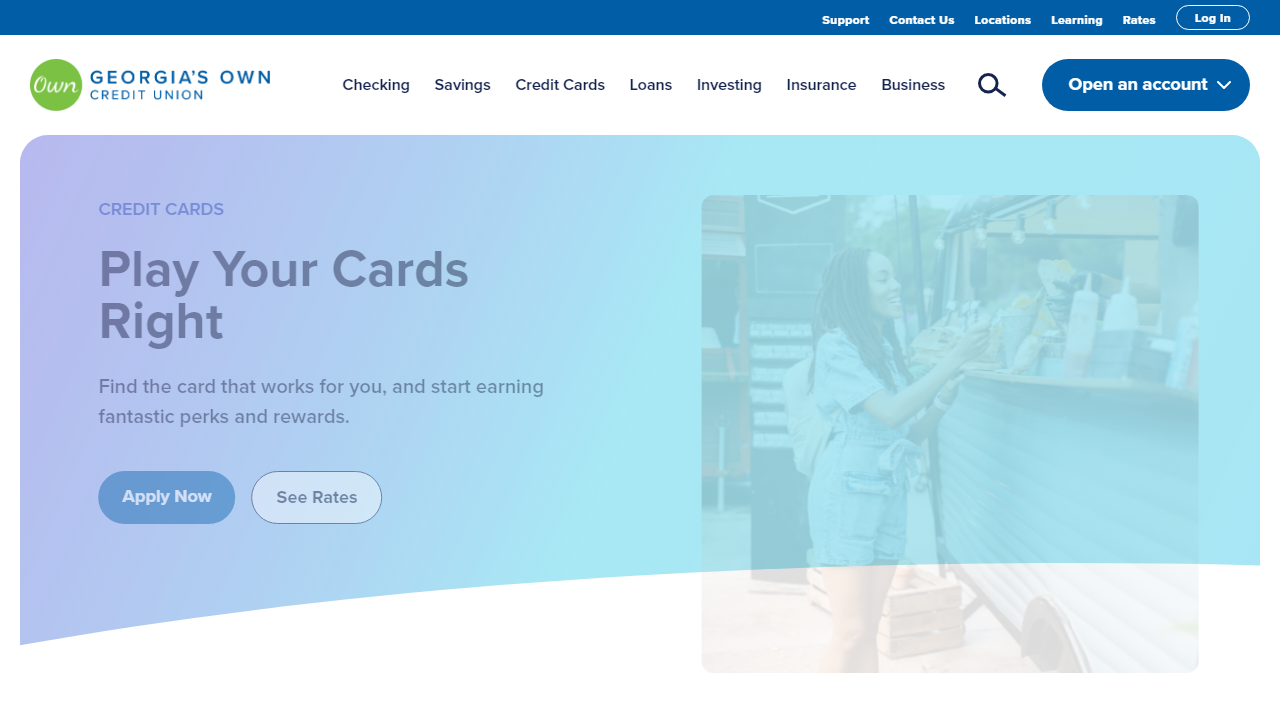 Support Contact Us Locations Learning Rates Log In
Own GEORGIA'S OWN
CREDIT UNION
Checking Savings Credit Cards Loans Investing Insurance Business
Open an account
CREDIT CARDS
Play Your Cards
Right
Find the card that works for you, and start earning
fantastic perks and rewards.
Apply Now See Rates